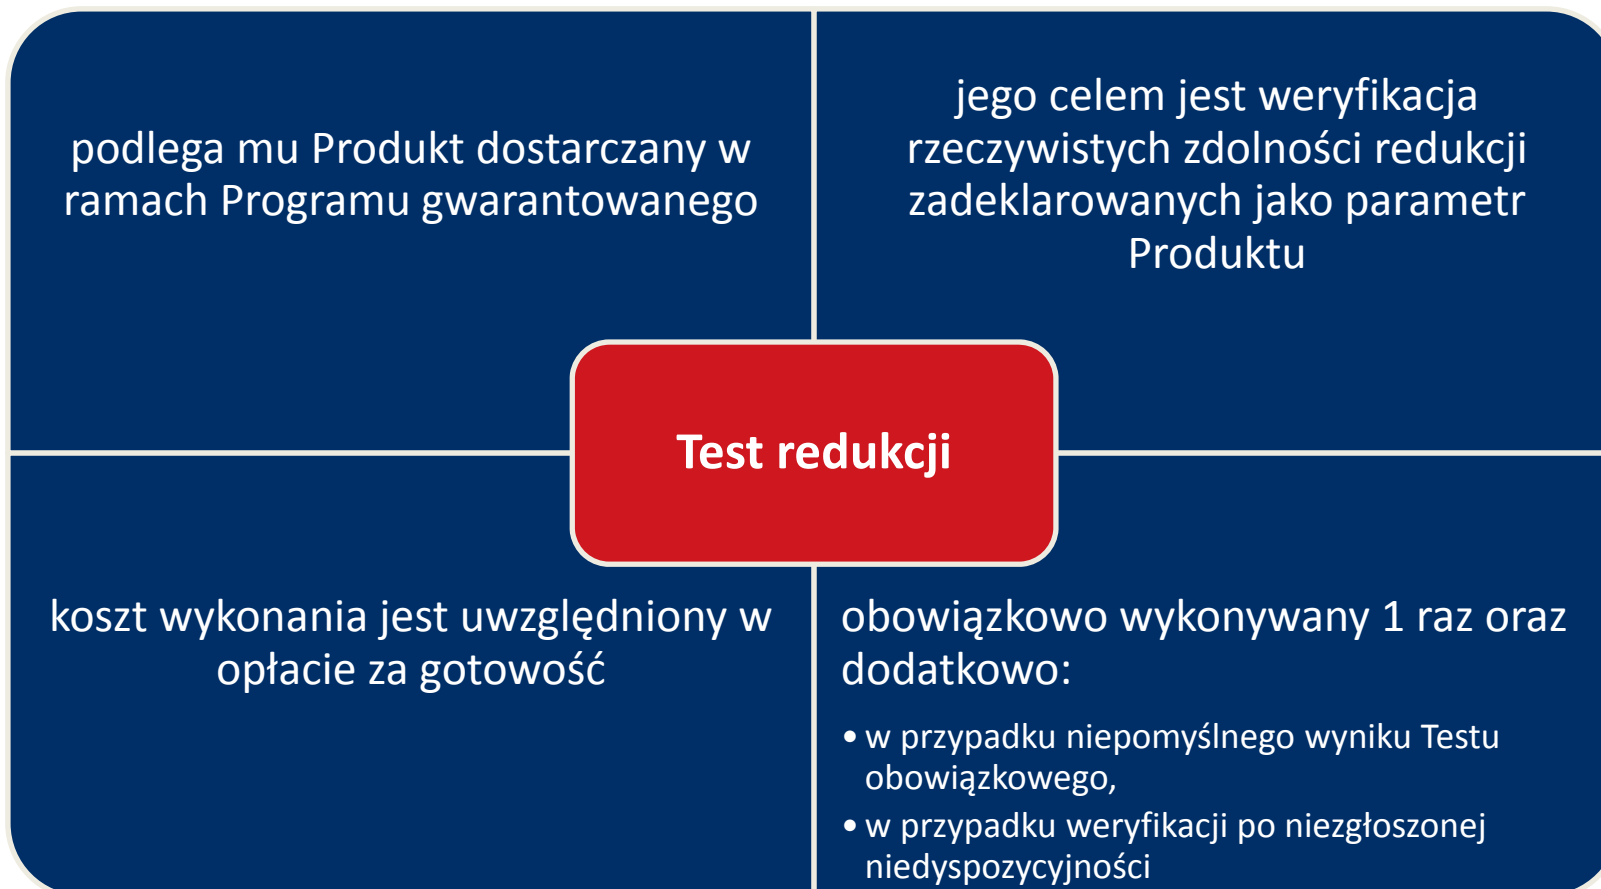 podlega mu Produkt dostarczany w
ramach Programu gwarantowanego
jego celem jest weryfikacja
rzeczywistych zdolności redukcji
zadeklarowanych jako parametr
Produktu
Test redukcji
koszt wykonania jest uwzględniony w
opłacie za gotowość
obowiązkowo wykonywany 1 raz oraz
dodatkowo:
• w przypadku niepomyślnego wyniku Testu
obowiązkowego,
• w przypadku weryfikacji po niezgłoszonej
niedyspozycyjności